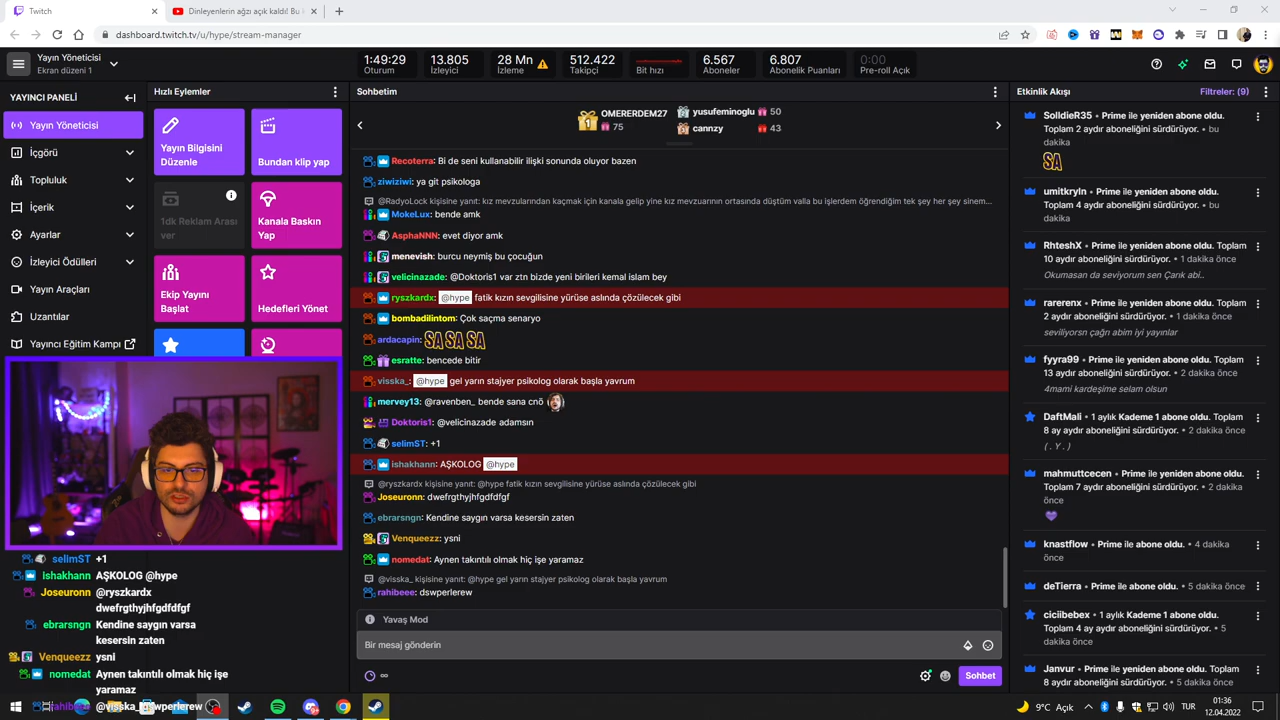 Twitch
Dinleyenlerin ağzı açık kaldı! Bu
dashboard.twitch.tv/u/hype/stream-manager
Yayın Yöneticisi
Ekran düzeni 1
1:49:29
Oturum
13.805
İzleyici
28 Mn
İzleme
512.422
Takipçi
Bit hızı
6.567
Aboneler
6.807
Abonelik Puanları
0:00
Pre-roll Açık
YAYINCI PANELİ
Yayın Yöneticisi
İçgörü
Topluluk
İçerik
Ayarlar
İzleyici Ödülleri
Yayın Araçları
Uzantılar
Yayıncı Eğitim Kampı
Hızlı Eylemler
Yayın Bilgisini
Düzenle
Bundan klip yap
1dk Reklam Arası
ver
Kanala Baskın
Yap
Ekip Yayını
Başlat
Hedefleri Yönet
Sohbetim
1
OMERERDEM27
75
yusufeminoglu 50
cannzy 43
Recoterra: Bi de seni kullanabilir ilişki sonunda oluyor bazen
ziwiziwi: ya git psikologa
@RadyoLock kişisine yanıt: kız mevzularından kaçmak için kanala gelip yine kız mevzuarının ortasında düştüm valla bu işlerdem öğrendiğim tek şey her şey sinem...
MokeLux: bende amk
AsphaNNN: evet diyor amk
menevish: burcu neymiş bu çocuğun
velicinazade: @Doktoris1 var ztn bizde yeni birileri kemal islam bey
ryszkardx: @hype fatik kızın sevgilisine yürüse aslında çözülecek gibi
bombadilintom: Çok saçma senaryo
ardacapin: SA SA SA
esratte: bencede bitir
visska_: @hype gel yarın stajyer psikolog olarak başla yavrum
mervey13: @ravenben_ bende sana cnö
Doktoris1: @velicinazade adamsın
selimST: +1
ishakhann: AŞKOLOG @hype
@ryszkardx kişisine yanıt: @hype fatik kızın sevgilisine yürüse aslında çözülecek gibi
Joseuronn: dwefrgthyjhfgdfdfgf
ebrarsngn: Kendine saygın varsa kesersin zaten
Venqueezz: ysni
nomedat: Aynen takıntılı olmak hiç işe yaramaz
@visska_ kişisine yanıt: @hype gel yarın stajyer psikolog olarak başla yavrum
rahibeee: dswperlerew
Yavaş Mod
Bir mesaj gönderin
Sohbet
Etkinlik Akışı
Filtreler: (9)
SolldieR35 • Prime ile yeniden abone oldu.
Toplam 2 aydır aboneliğini sürdürüyor. • bu
dakika
SA
umitkryln • Prime ile yeniden abone oldu.
Toplam 4 aydır aboneliğini sürdürüyor. • bu
dakika
RhteshX • Prime ile yeniden abone oldu. Toplam
10 aydır aboneliğini sürdürüyor. • 1 dakika önce
Okumasan da seviyorum sen Çarık abi..
rarerenx • Prime ile yeniden abone oldu. Toplam
2 aydır aboneliğini sürdürüyor. • 1 dakika önce
seviliyorsn çağrı abim iyi yayınlar
fyyra99 • Prime ile yeniden abone oldu. Toplam
13 aydır aboneliğini sürdürüyor. • 2 dakika önce
4mami kardeşime selam olsun
DaftMali • 1 aylık Kademe 1 abone oldu. Toplam
8 ay aydır aboneliğini sürdürüyor. • 2 dakika önce
( . Y . )
mahmuttcecen • Prime ile yeniden abone oldu.
Toplam 7 aydır aboneliğini sürdürüyor. • 2 dakika
önce
knastflow • Prime ile abone oldu. • 4 dakika
önce
deTierra • Prime ile abone oldu. • 5 dakika önce
ciciibebex • 1 aylık Kademe 1 abone oldu.
Toplam 4 ay aydır aboneliğini sürdürüyor. • 5
dakika önce
Janvur • Prime ile yeniden abone oldu. Toplam
8 aydır aboneliğini sürdürüyor. • 5 dakika önce
selimST +1
Ishakhann AŞKOLOG @hype
Joseuronn @ryszkardx
dwefrgthyjhfgdfdfgf
ebrarsngn Kendine saygın varsa
kesersin zaten
Venqueezz ysni
nomedat Aynen takıntılı olmak hiç işe
yaramaz
@visska_ dswperlerew
9°C Açık
TUR
01:36
12.04.2022